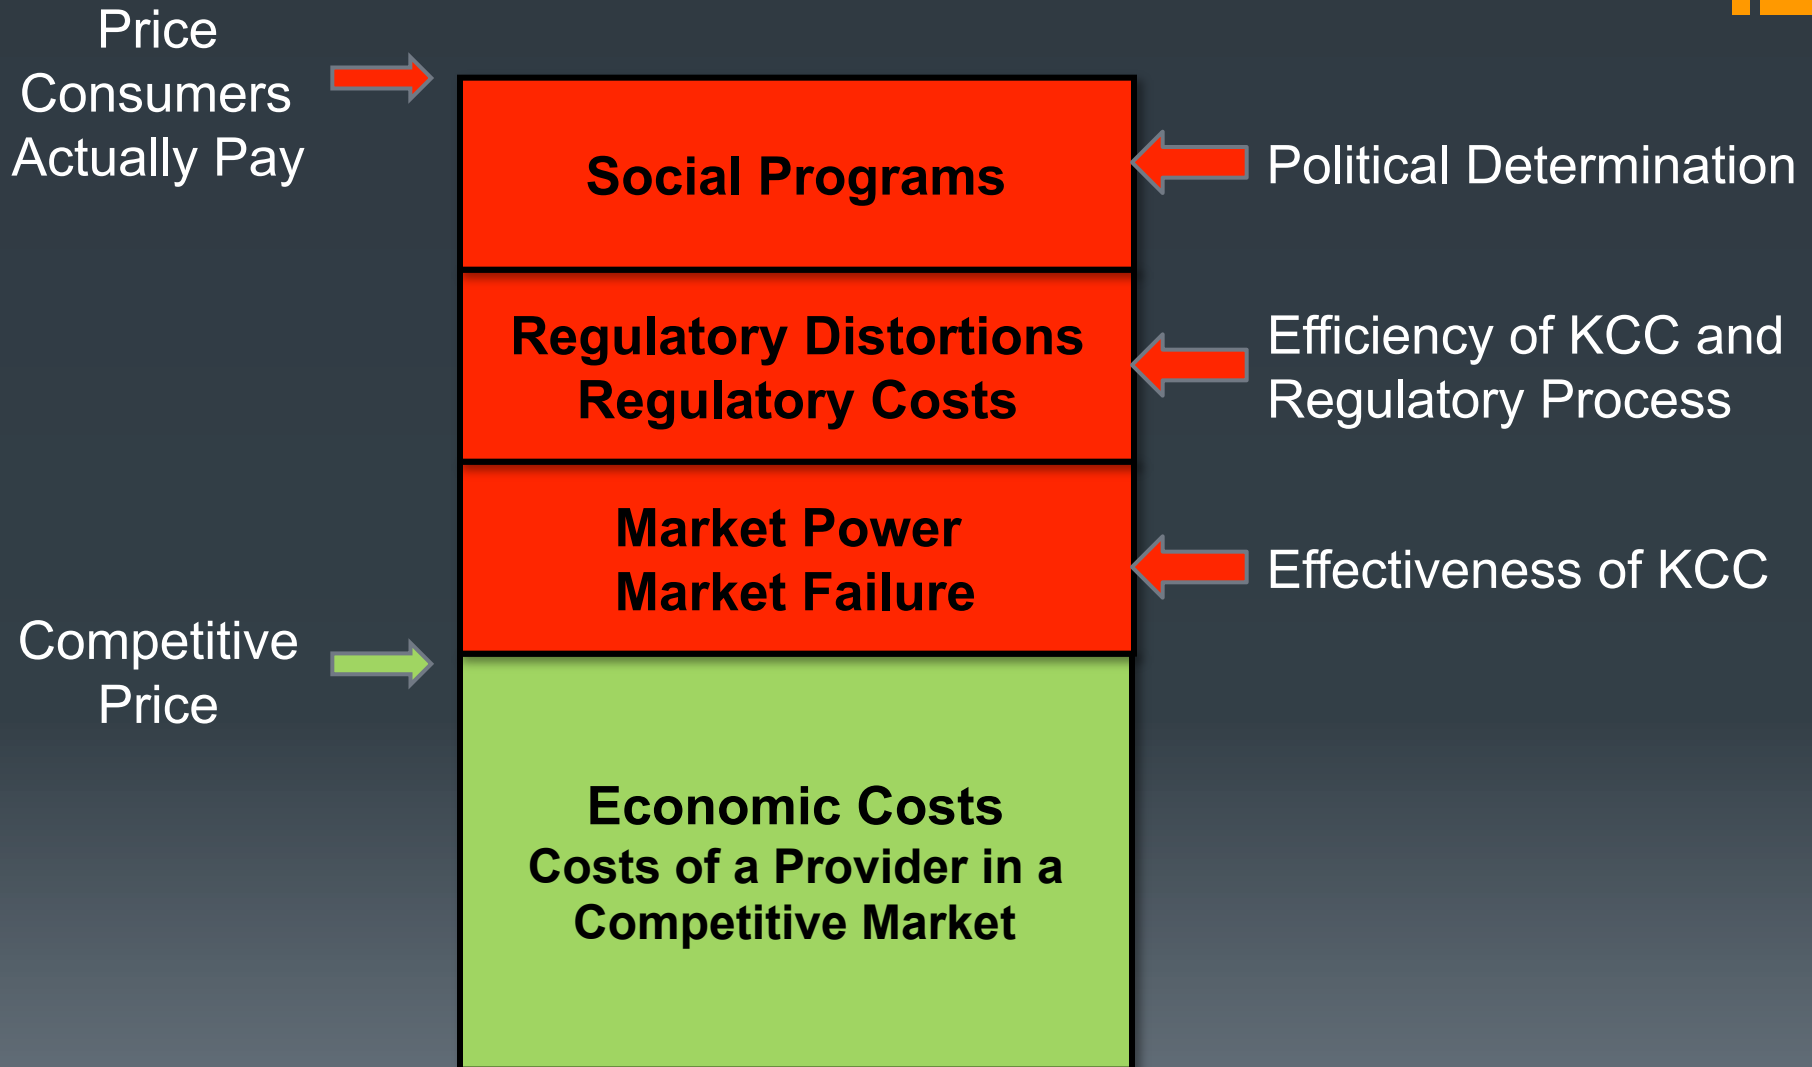 Price
Consumers
Actually Pay
Social Programs
Political Determination
Regulatory Distortions
Regulatory Costs
Efficiency of KCC and
Regulatory Process
Market Power
Market Failure
Effectiveness of KCC
Competitive
Price
Economic Costs
Costs of a Provider in a
Competitive Market